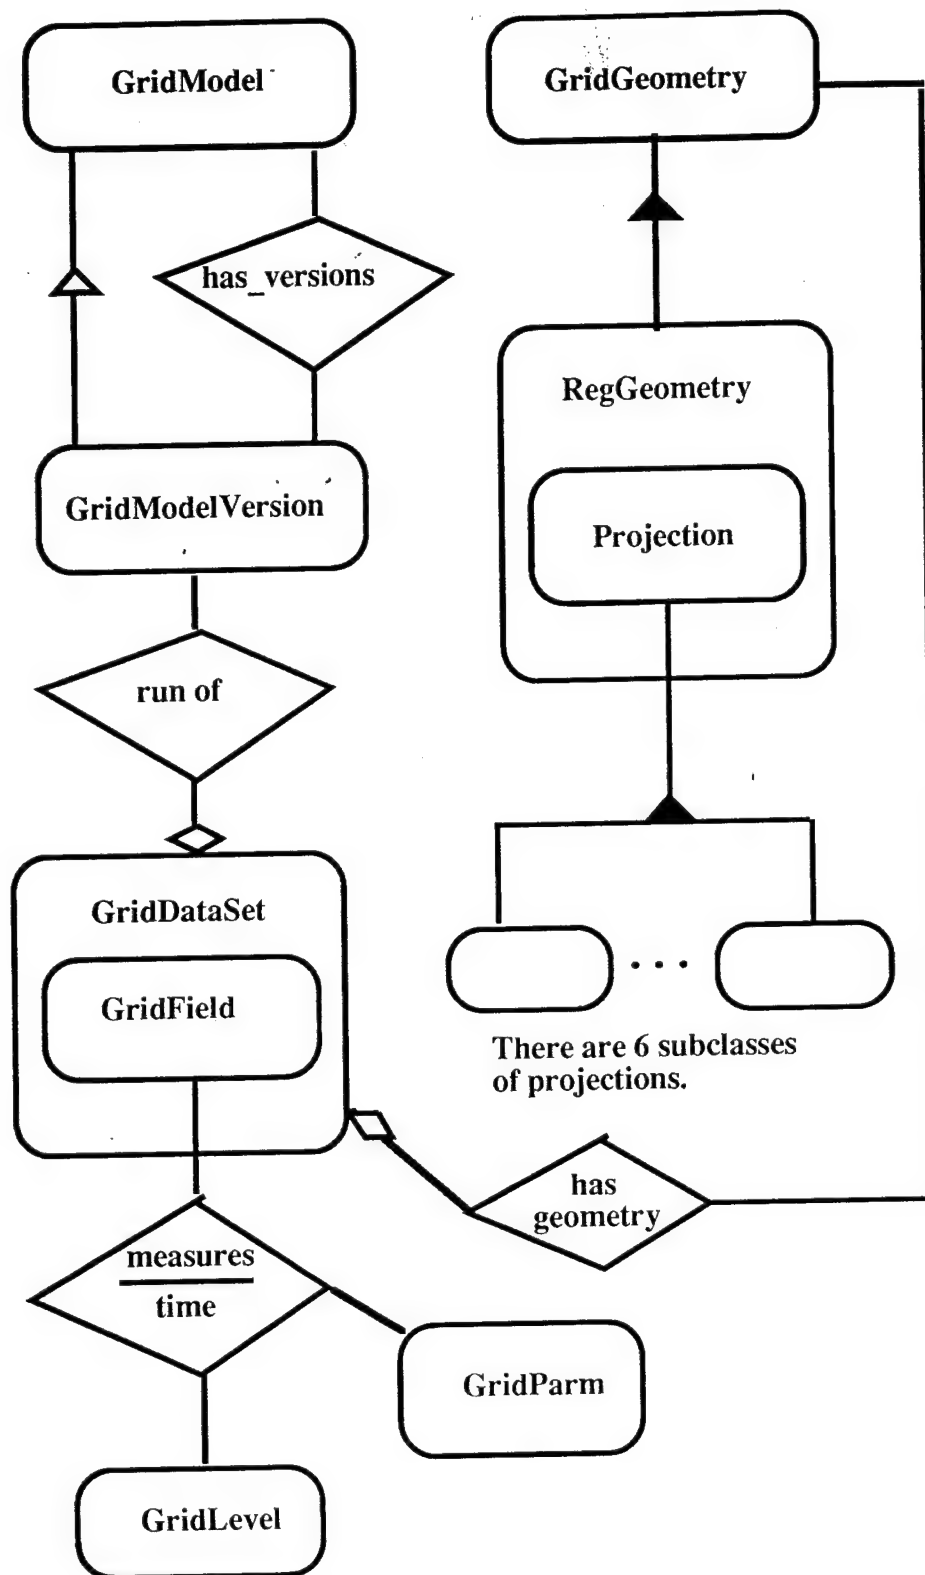 GridModel
GridGeometry
has_versions
RegGeometry
GridModelVersion
Projection
run of
GridDataSet
GridField
. . .
There are 6 subclasses
of projections.
has
geometry
measures
time
GridParm
GridLevel